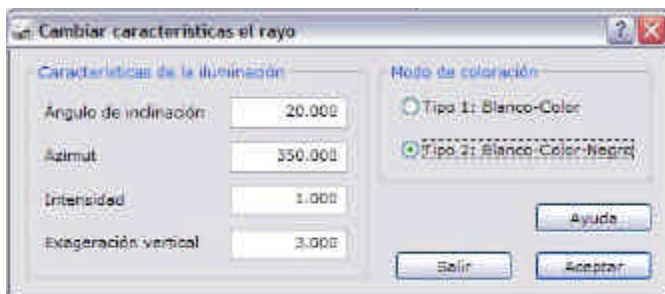 Cambiar características el rayo
Características de la iluminación
Ángulo de inclinación 20.000
Azimut 350.000
Intensidad 1.000
Exageración vertical 3.000
Modo de coloración
Tipo 1: Blanco-Color
Tipo 2: Blanco-Color-Negro
Ayuda
Salir
Aceptar